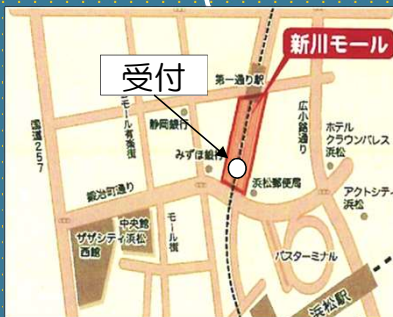 新川モール
受付
第一通り駅
静岡銀行
モール有楽街
国道257
広小路通り
ホテル
クラウンパレス
浜松
みずほ銀行
鍛冶町通り
浜松郵便局
アクトシティ
浜松
中央館
ザザシティ浜松
西館
モール街
バスターミナル
浜松駅